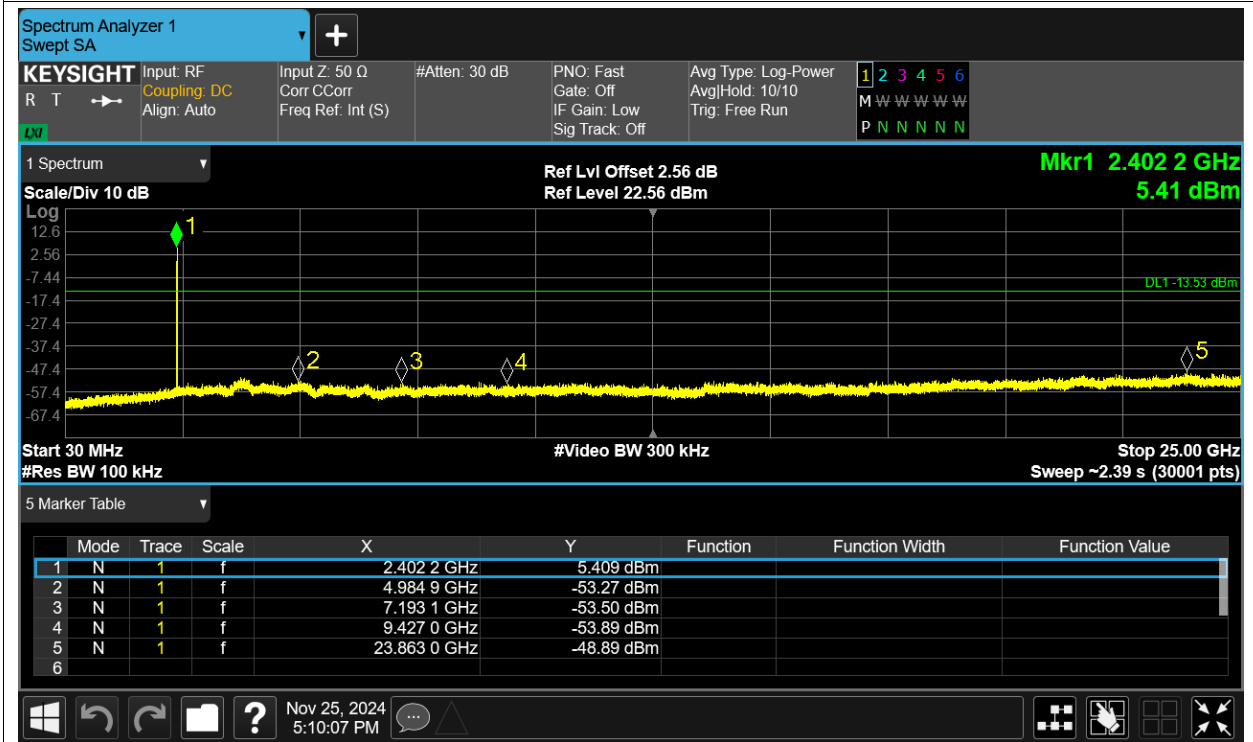 Spectrum Analyzer 1
Swept SA
+
KEYSIGHT
R T
LXI
Input: RF
Coupling: DC
Align: Auto
Input Z: 50 Ω
Corr CCorr
Freq Ref: Int (S)
#Atten: 30 dB
PNO: Fast
Gate: Off
IF Gain: Low
Sig Track: Off
Avg Type: Log-Power
Avg|Hold: 10/10
Trig: Free Run
1 2 3 4 5 6
M W W W W W
P N N N N N
1 Spectrum
Scale/Div 10 dB
Ref Lvl Offset 2.56 dB
Ref Level 22.56 dBm
Mkr1 2.402 2 GHz
5.41 dBm
Log
12.6
2.56
-7.44
-17.4
-27.4
-37.4
-47.4
-57.4
-67.4
1
2
3
4
5
DL1 -13.53 dBm
Start 30 MHz
#Res BW 100 kHz
#Video BW 300 kHz
Stop 25.00 GHz
Sweep ~2.39 s (30001 pts)
5 Marker Table
Mode Trace Scale X Y Function Function Width Function Value
1 N 1 f 2.402 2 GHz 5.409 dBm
2 N 1 f 4.984 9 GHz -53.27 dBm
3 N 1 f 7.193 1 GHz -53.50 dBm
4 N 1 f 9.427 0 GHz -53.89 dBm
5 N 1 f 23.863 0 GHz -48.89 dBm
6
?
Nov 25, 2024
5:10:07 PM